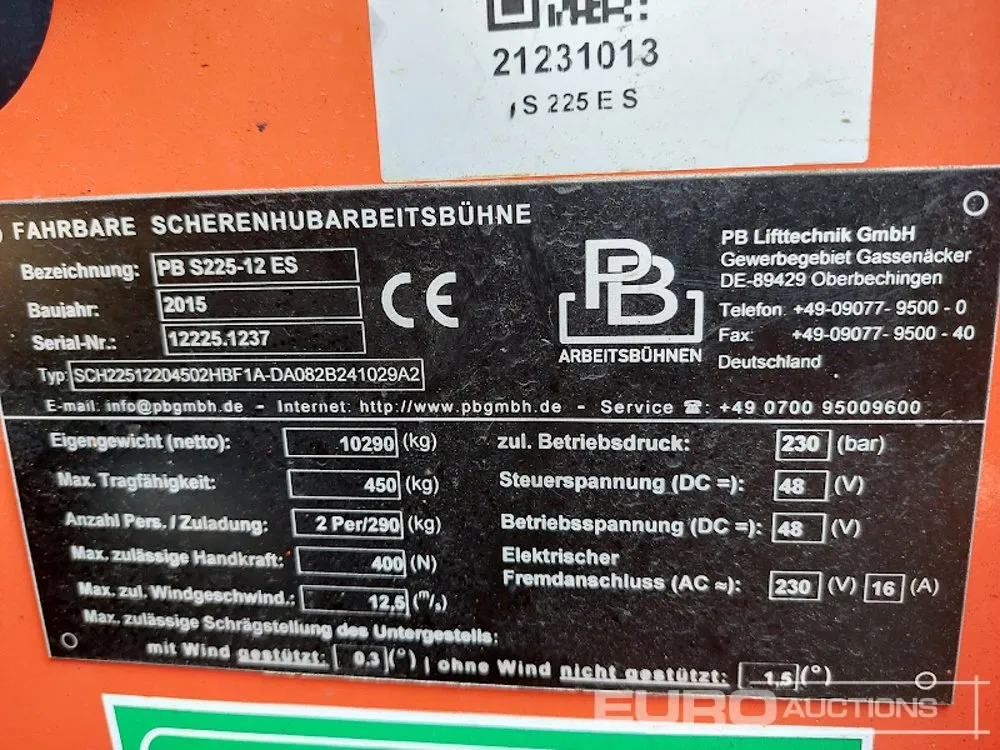 21231013
S 225 E S
FAHRBARE SCHERENHUBARBEITSBÜHNE
Bezeichnung: PB S225-12 ES
Baujahr: 2015
Serial-Nr.: 12225.1237
Typ: SCH22512204502HBF1A-DA082B241029A2
CE
PB
ARBEITSBÜHNEN
PB Lifttechnik GmbH
Gewerbegebiet Gassenäcker
DE-89429 Oberbechingen
Telefon +49-09077- 9500 - 0
Fax: +49-09077- 9500 - 40
Deutschland
E-mail: info@pbgmbh.de - Internet: http://www.pbgmbh.de - Service ☎: +49 0700 95009600
Eigengewicht (netto): 10290 (kg)
Max. Tragfähigkeit: 450 (kg)
Anzahl Pers. / Zuladung: 2 Per/290 (kg)
Max. zulässige Handkraft: 400 (N)
Max. zul. Windgeschwind.: 12,5 (m/s)
zul. Betriebsdruck: 230 (bar)
Steuerspannung (DC =): 48 (V)
Betriebsspannung (DC =): 48 (V)
Elektrischer
Fremdanschluss (AC ≈): 230 (V) 16 (A)
Max. zulässige Schrägstellung des Untergestells:
mit Wind gestützt: 0,3 (°) | ohne Wind nicht gestützt: 1,5 (°)
EURO AUCTIONS